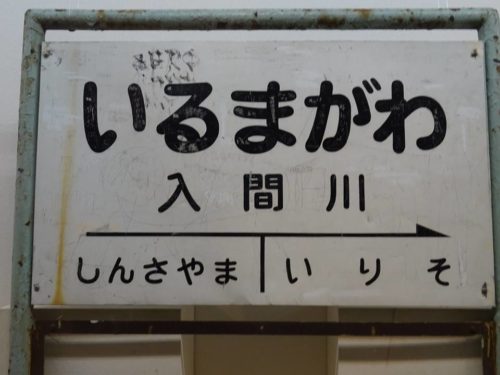 いるまがわ
入間川
しんさやま いりそ